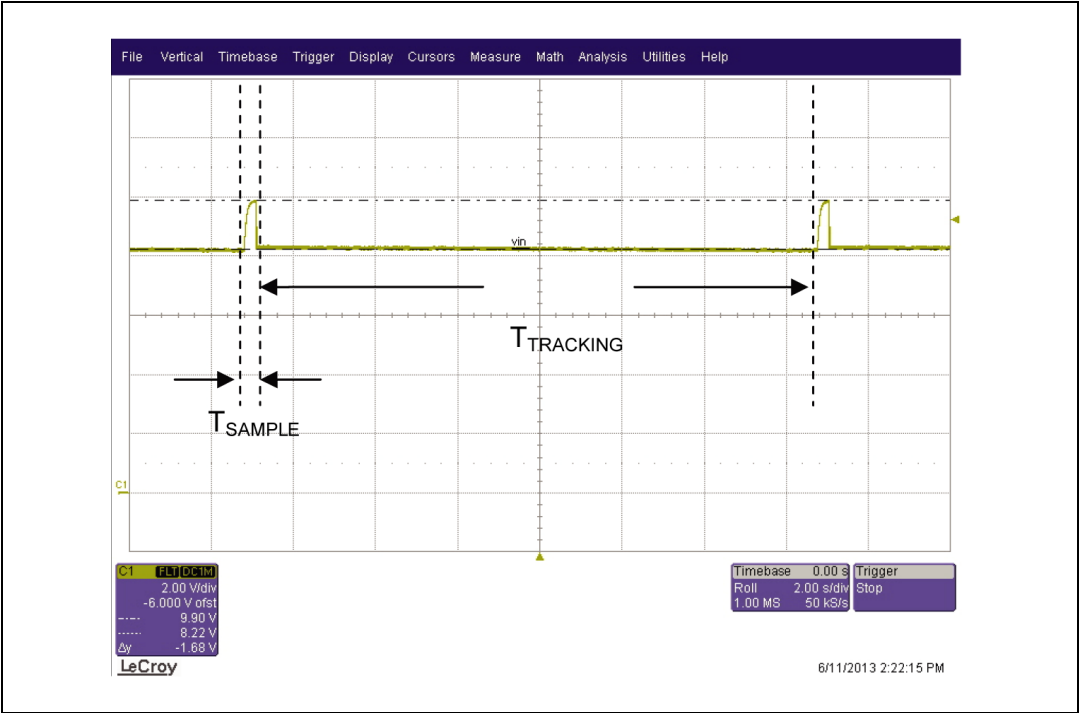 File Vertical Timebase Trigger Display Cursors Measure Math Analysis Utilities Help
vin
TTRACKING
TSAMPLE
C1
C1 FLT DC1M
2.00 V/div
-6.000 V ofst
9.90 V
8.22 V
Δy -1.68 V
Timebase 0.00 s
Roll 2.00 s/div
1.00 MS 50 kS/s
Trigger
Stop
LeCroy
6/11/2013 2:22:15 PM